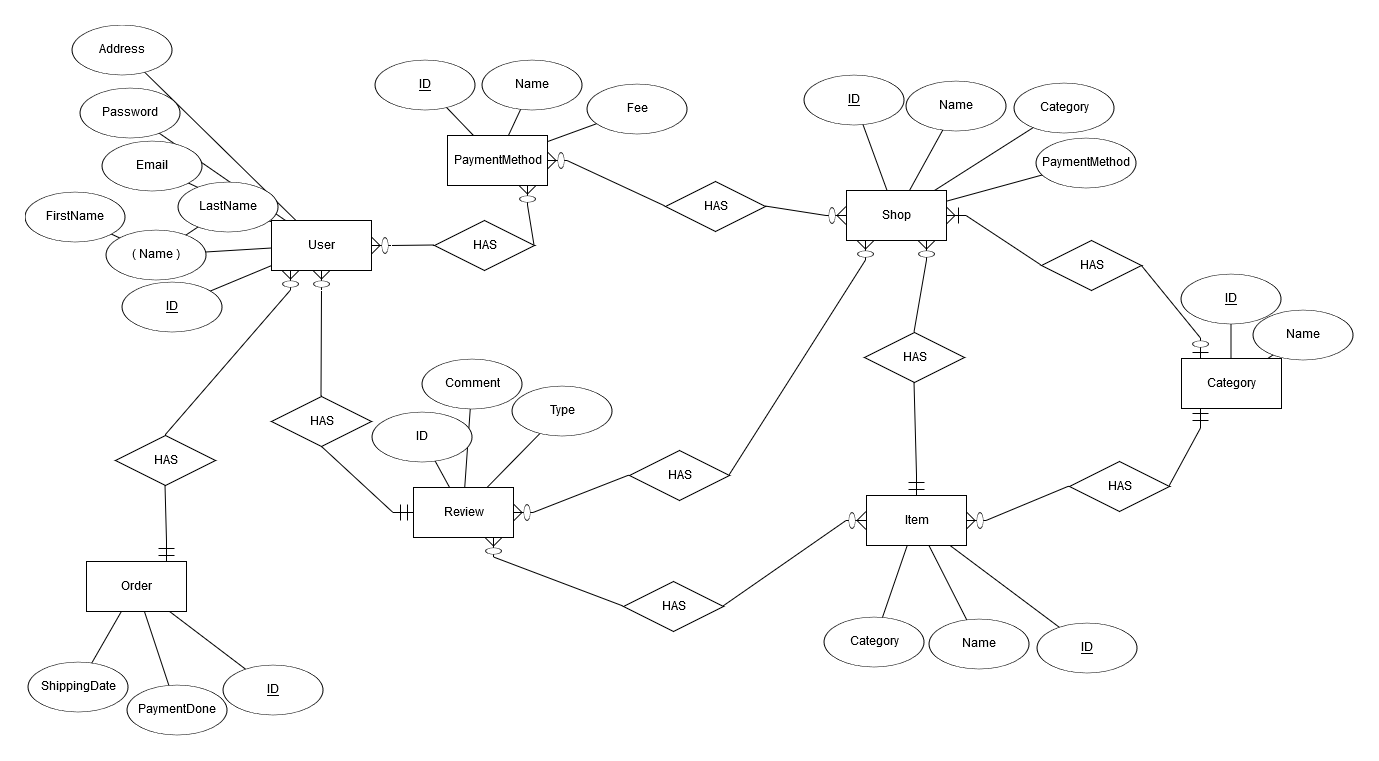 Address
Password
Email
FirstName
LastName
( Name )
ID
User
ID
Name
Fee
PaymentMethod
HAS
HAS
ID
Name
Category
PaymentMethod
Shop
HAS
ID
Name
Category
HAS
HAS
HAS
Comment
Type
ID
Review
HAS
HAS
HAS
Item
HAS
Category
Name
ID
Order
ShippingDate
PaymentDone
ID